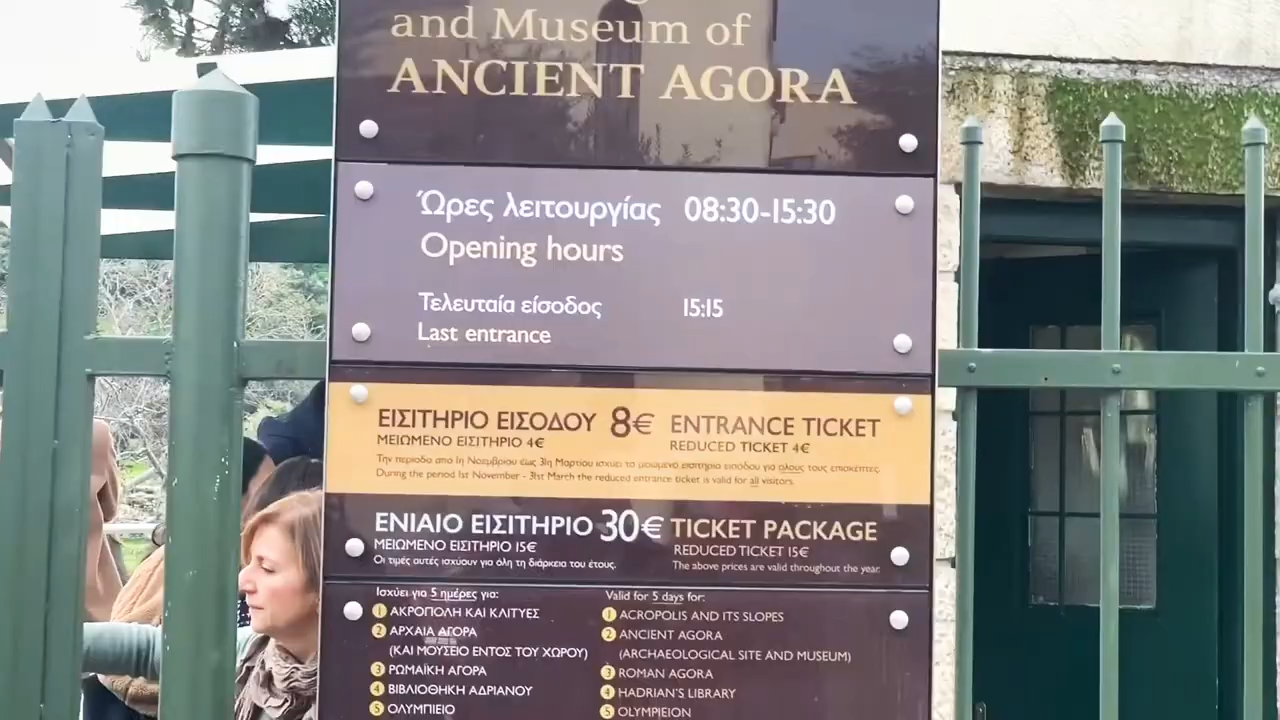 and Museum of
ANCIENT AGORA
Ώρες λειτουργίας 08:30-15:30
Opening hours
Τελευταία είσοδος 15:15
Last entrance
ΕΙΣΙΤΗΡΙΟ ΕΙΣΟΔΟΥ 8€ ENTRANCE TICKET
ΜΕΙΩΜΕΝΟ ΕΙΣΙΤΗΡΙΟ 4€ REDUCED TICKET 4€
Την περίοδο από 1η Νοεμβρίου έως 31η Μαρτίου ισχύει το μειωμένο εισιτήριο εισόδου για όλους τους επισκέπτες.
During the period 1st November - 31st March the reduced entrance ticket is valid for all visitors.
ΕΝΙΑΙΟ ΕΙΣΙΤΗΡΙΟ 30€ TICKET PACKAGE
ΜΕΙΩΜΕΝΟ ΕΙΣΙΤΗΡΙΟ 15€ REDUCED TICKET 15€
Οι τιμές αυτές ισχύουν για όλη τη διάρκεια του έτους. The above prices are valid throughout the year.
Ισχύει για 5 ημέρες για:
1 ΑΚΡΟΠΟΛΗ ΚΑΙ ΚΛΙΤΥΕΣ
2 ΑΡΧΑΙΑ ΑΓΟΡΑ
(ΚΑΙ ΜΟΥΣΕΙΟ ΕΝΤΟΣ ΤΟΥ ΧΩΡΟΥ)
3 ΡΩΜΑΪΚΗ ΑΓΟΡΑ
4 ΒΙΒΛΙΟΘΗΚΗ ΑΔΡΙΑΝΟΥ
5 ΟΛΥΜΠΙΕΙΟ
Valid for 5 days for:
1 ACROPOLIS AND ITS SLOPES
2 ANCIENT AGORA
(ARCHAEOLOGICAL SITE AND MUSEUM)
3 ROMAN AGORA
4 HADRIAN'S LIBRARY
5 OLYMPIEION